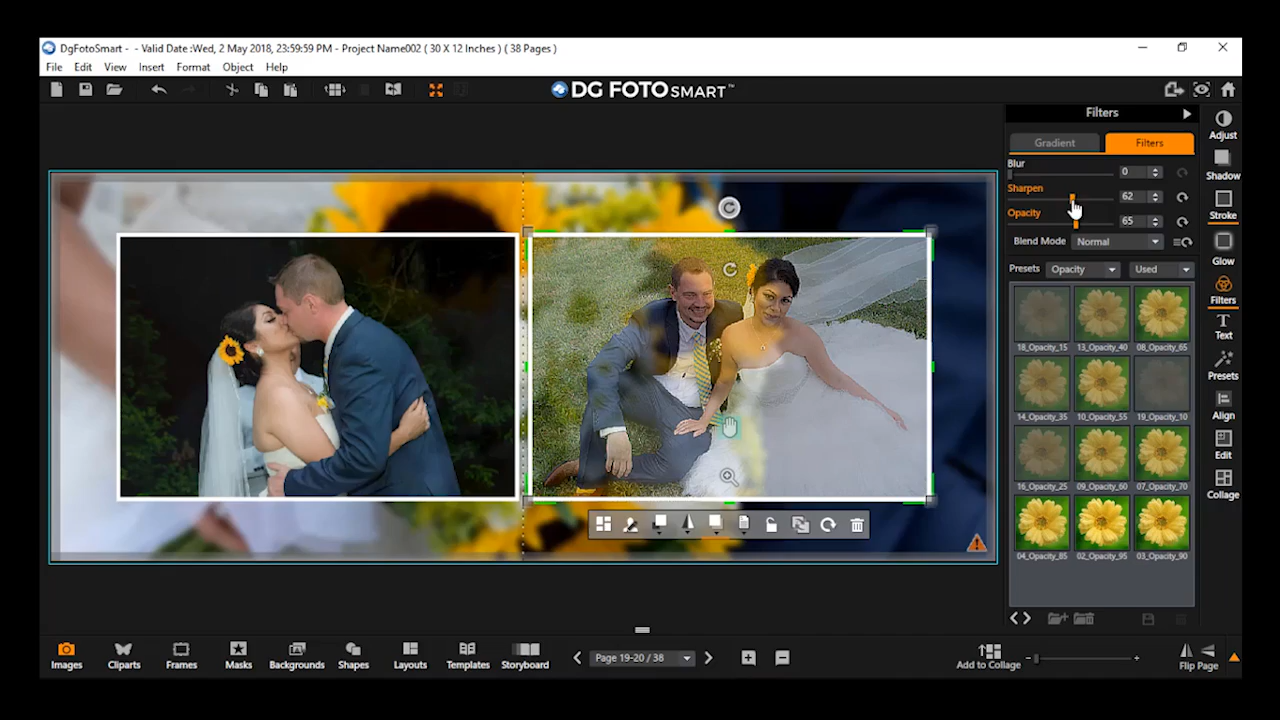 DgFotoSmart - - Valid Date :Wed, 2 May 2018, 23:59:59 PM - Project Name002 ( 30 X 12 Inches ) ( 38 Pages )
File Edit View Insert Format Object Help
DG FOTO SMART™
Filters
Gradient Filters
Blur
0
Sharpen
62
Opacity
65
Blend Mode Normal
Presets Opacity Used
18_Opacity_15 13_Opacity_40 08_Opacity_65
14_Opacity_35 10_Opacity_55 19_Opacity_10
16_Opacity_25 09_Opacity_60 07_Opacity_70
04_Opacity_85 02_Opacity_95 03_Opacity_90
Adjust
Shadow
Stroke
Glow
Filters
Text
Presets
Align
Edit
Collage
Images Cliparts Frames Masks Backgrounds Shapes Layouts Templates Storyboard Page 19-20 / 38 Add to Collage Flip Page